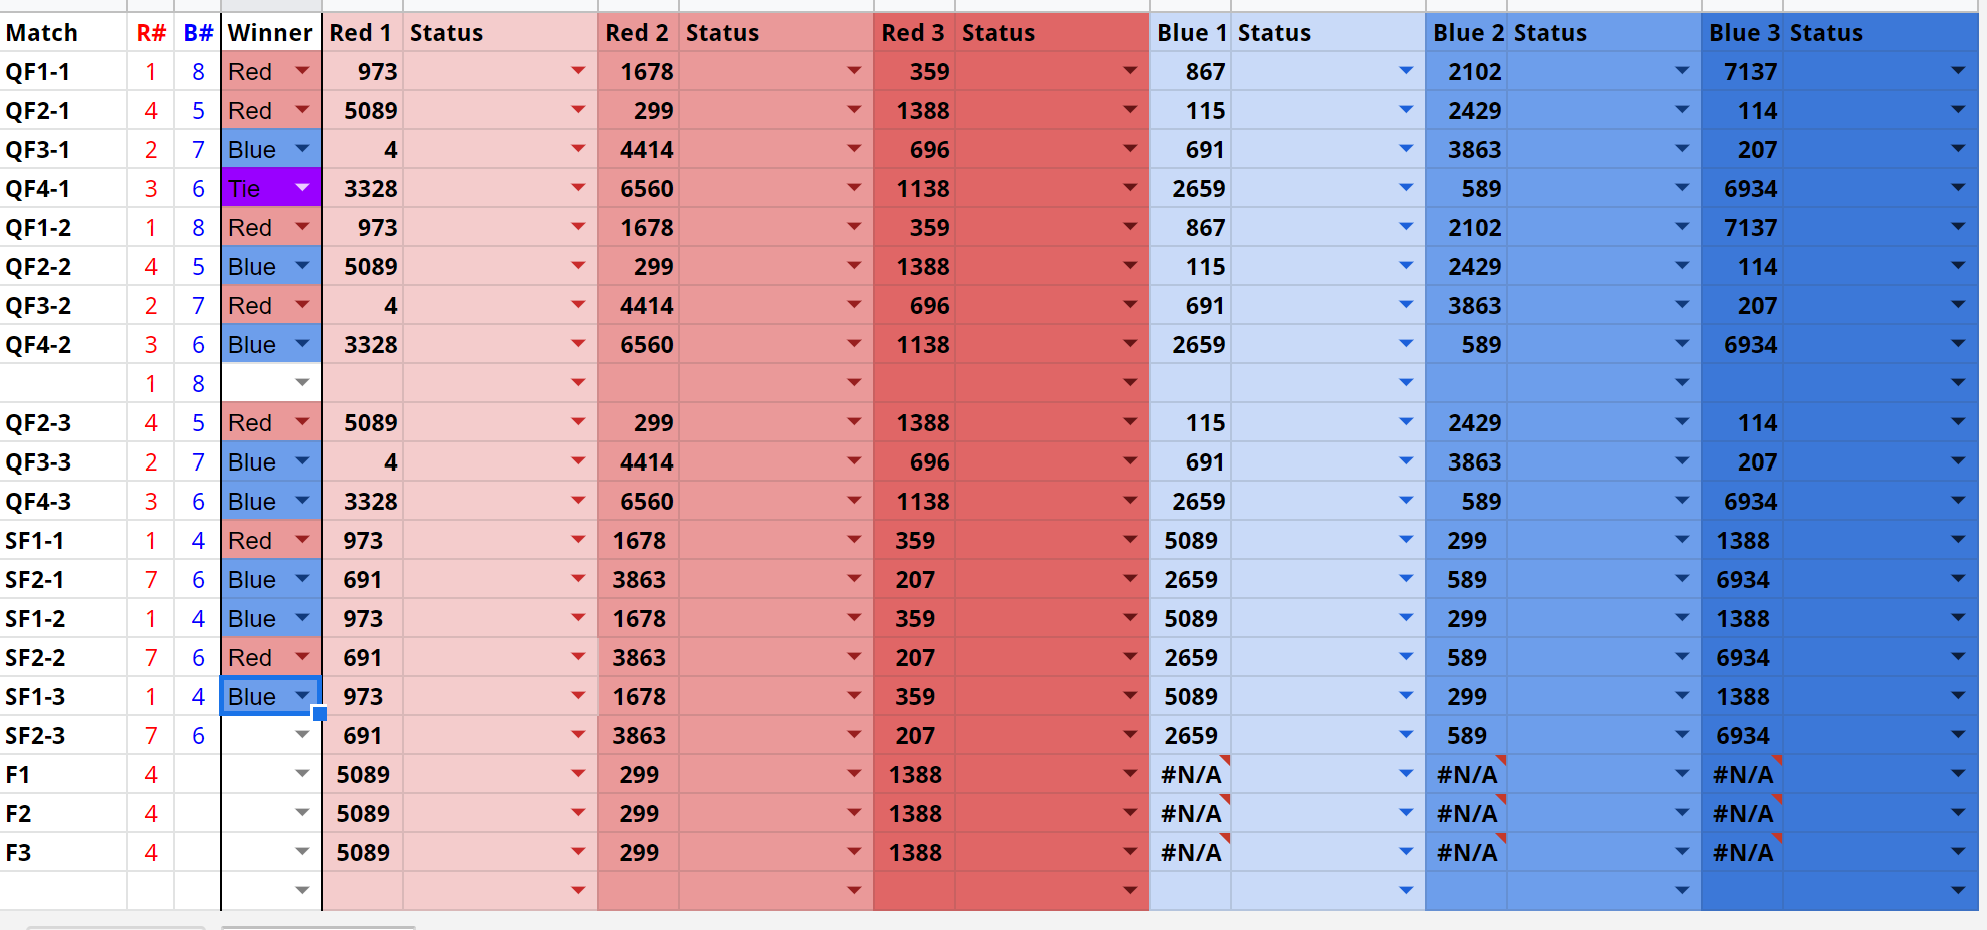 Match R# B# Winner Red 1 Status Red 2 Status Red 3 Status Blue 1 Status Blue 2 Status Blue 3 Status
QF1-1 1 8 Red 973 1678 359 867 2102 7137
QF2-1 4 5 Red 5089 299 1388 115 2429 114
QF3-1 2 7 Blue 4 4414 696 691 3863 207
QF4-1 3 6 Tie 3328 6560 1138 2659 589 6934
QF1-2 1 8 Red 973 1678 359 867 2102 7137
QF2-2 4 5 Blue 5089 299 1388 115 2429 114
QF3-2 2 7 Red 4 4414 696 691 3863 207
QF4-2 3 6 Blue 3328 6560 1138 2659 589 6934
1 8
QF2-3 4 5 Red 5089 299 1388 115 2429 114
QF3-3 2 7 Blue 4 4414 696 691 3863 207
QF4-3 3 6 Blue 3328 6560 1138 2659 589 6934
SF1-1 1 4 Red 973 1678 359 5089 299 1388
SF2-1 7 6 Blue 691 3863 207 2659 589 6934
SF1-2 1 4 Blue 973 1678 359 5089 299 1388
SF2-2 7 6 Red 691 3863 207 2659 589 6934
SF1-3 1 4 Blue 973 1678 359 5089 299 1388
SF2-3 7 6 691 3863 207 2659 589 6934
F1 4 5089 299 1388 #N/A #N/A #N/A
F2 4 5089 299 1388 #N/A #N/A #N/A
F3 4 5089 299 1388 #N/A #N/A #N/A